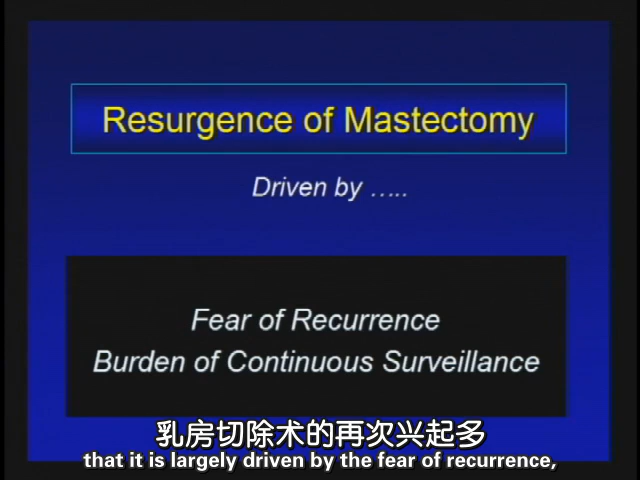 Resurgence of Mastectomy
Driven by .....
Fear of Recurrence
Burden of Continuous Surveillance
乳房切除术的再次兴起多
that it is largely driven by the fear of recurrence,